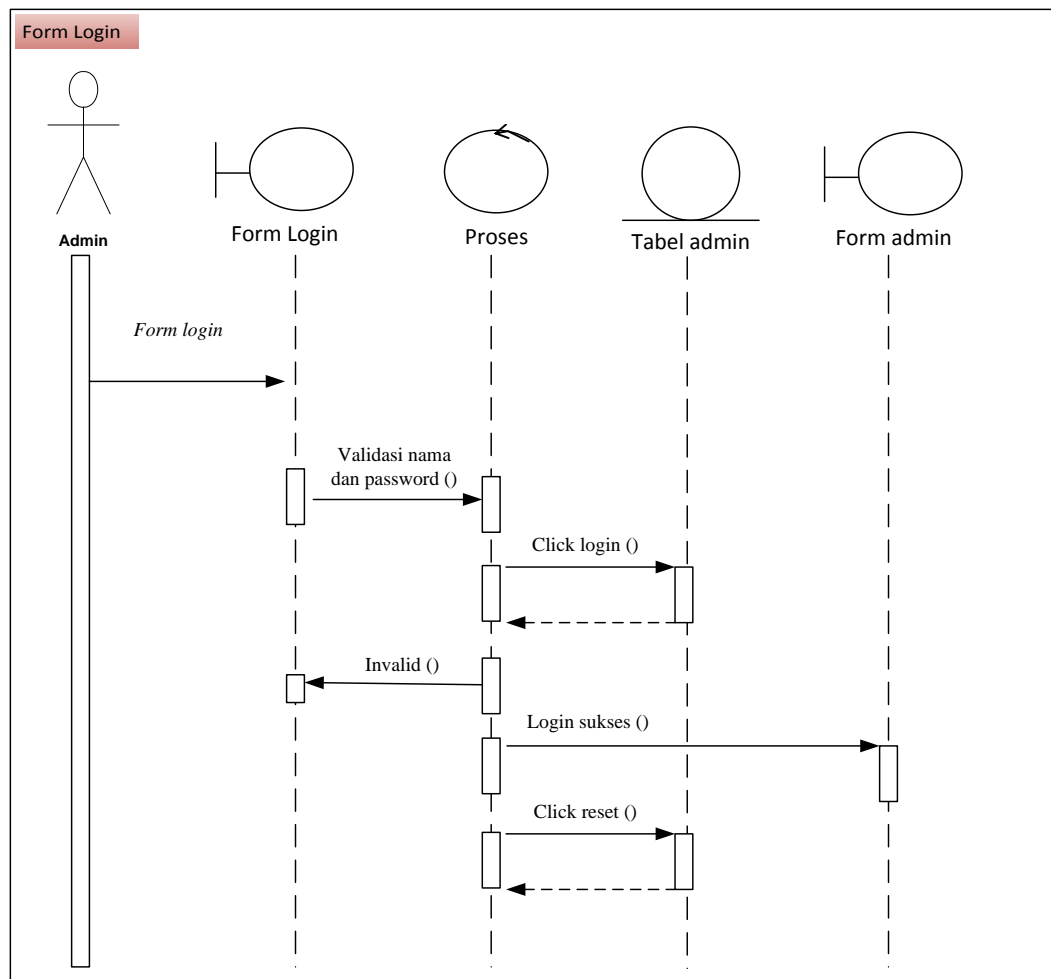 Form Login
Admin
Form Login
Proses
Tabel admin
Form admin
Form login
Validasi nama
dan password ()
Click login ()
Invalid ()
Login sukses ()
Click reset ()